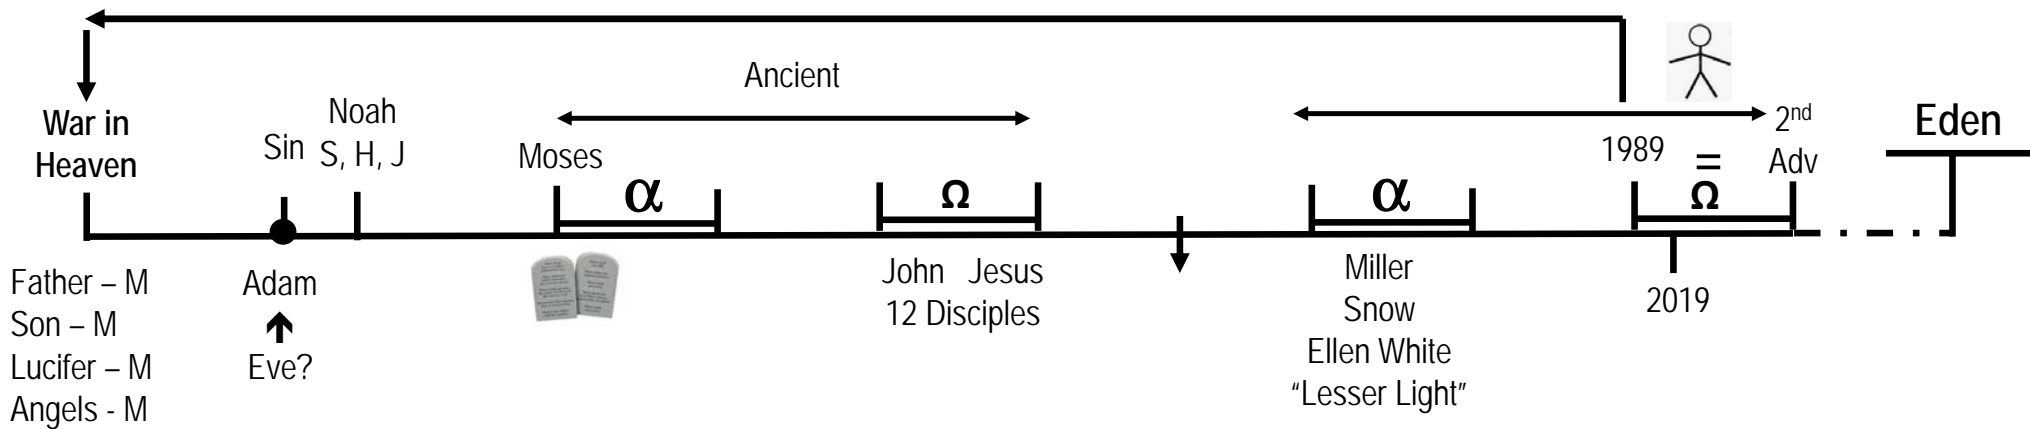 War in
Heaven
Sin
Noah
S, H, J
Moses
Ancient
α
Ω
α
1989
=
Ω
2nd
Adv
Eden
Father – M
Son – M
Lucifer – M
Angels - M
Adam
Eve?
John Jesus
12 Disciples
Miller
Snow
Ellen White
“Lesser Light”
2019